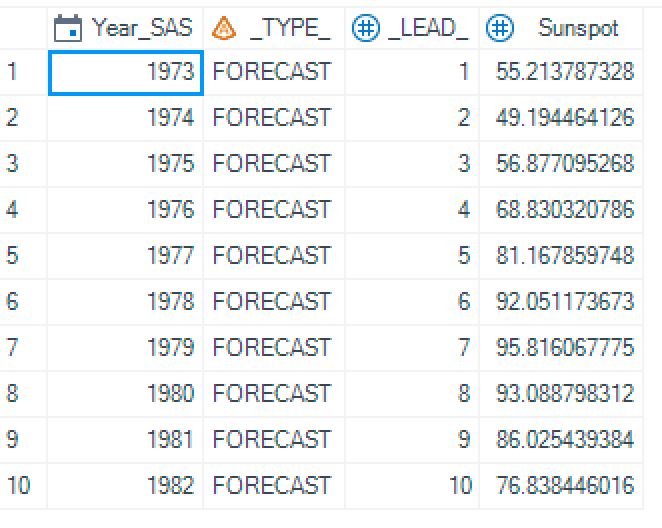 Year_SAS _TYPE_ _LEAD_ Sunspot
1 1973 FORECAST 1 55.213787328
2 1974 FORECAST 2 49.194464126
3 1975 FORECAST 3 56.877095268
4 1976 FORECAST 4 68.830320786
5 1977 FORECAST 5 81.167859748
6 1978 FORECAST 6 92.051173673
7 1979 FORECAST 7 95.816067775
8 1980 FORECAST 8 93.088798312
9 1981 FORECAST 9 86.025439384
10 1982 FORECAST 10 76.838446016